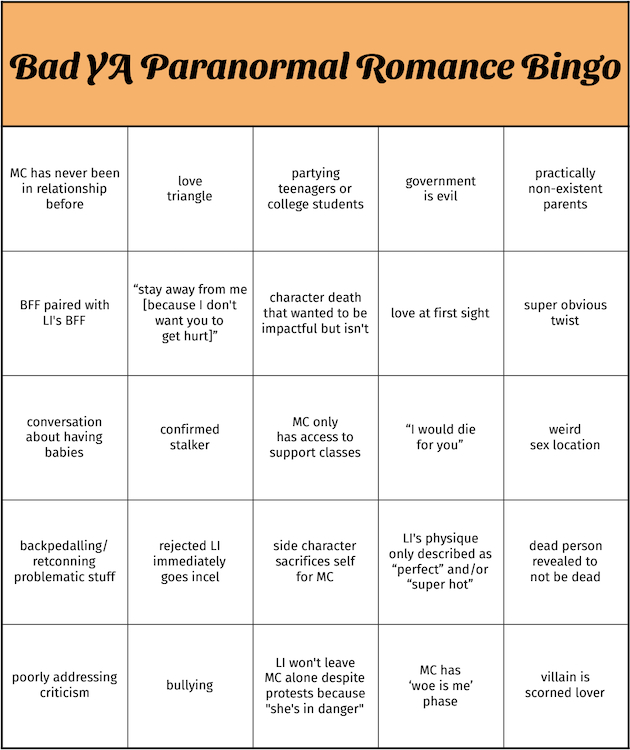 Bad YA Paranormal Romance Bingo
MC has never been
in relationship
before
love
triangle
partying
teenagers or
college students
government
is evil
practically
non-existent
parents
BFF paired with
LI's BFF
“stay away from me
[because I don't
want you to
get hurt]”
character death
that wanted to be
impactful but isn't
love at first sight
super obvious
twist
conversation
about having
babies
confirmed
stalker
MC only
has access to
support classes
“I would die
for you”
weird
sex location
backpedalling/
retconning
problematic stuff
rejected LI
immediately
goes incel
side character
sacrifices self
for MC
LI's physique
only described as
“perfect” and/or
“super hot”
dead person
revealed to
not be dead
poorly addressing
criticism
bullying
LI won't leave
MC alone despite
protests because
"she's in danger"
MC has
‘woe is me’
phase
villain is
scorned lover